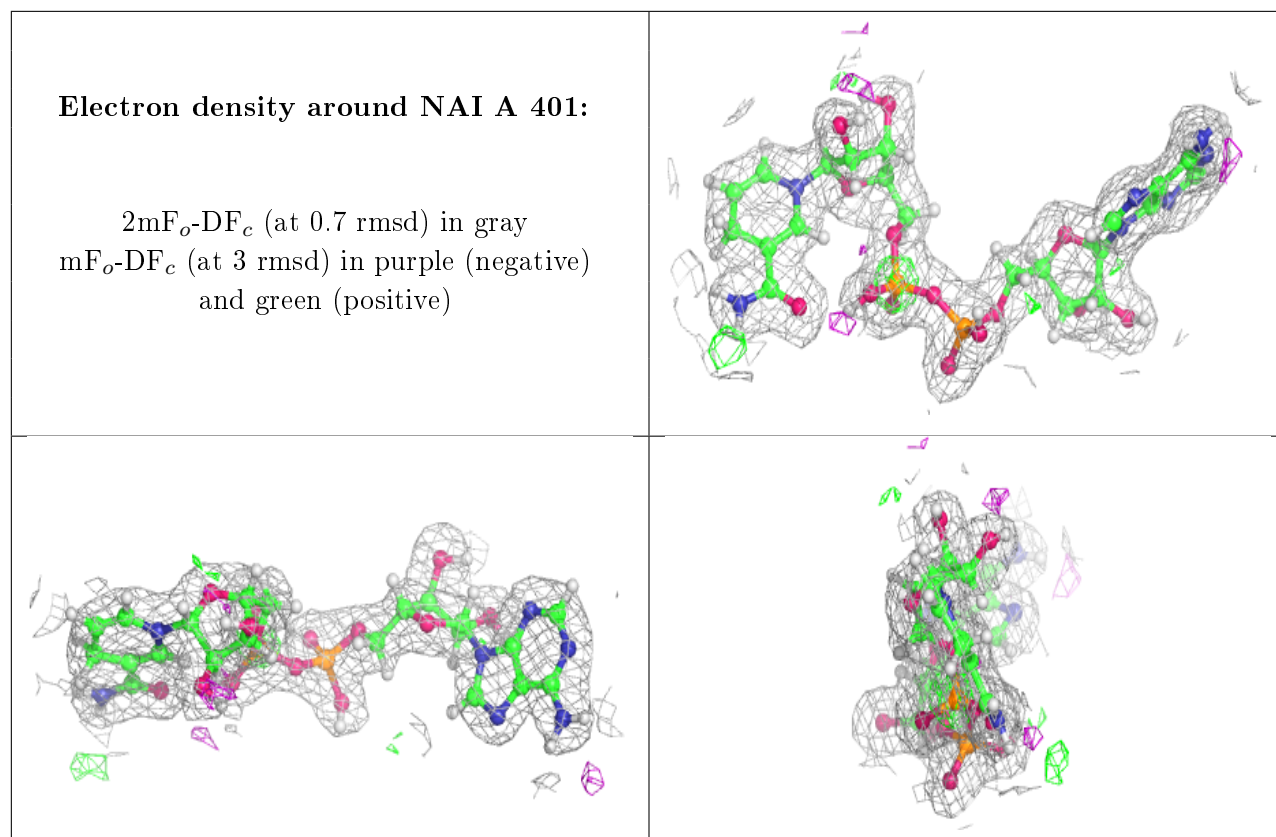 Electron density around NAI A 401:
2mFo-DFc (at 0.7 rmsd) in gray
mFo-DFc (at 3 rmsd) in purple (negative)
and green (positive)